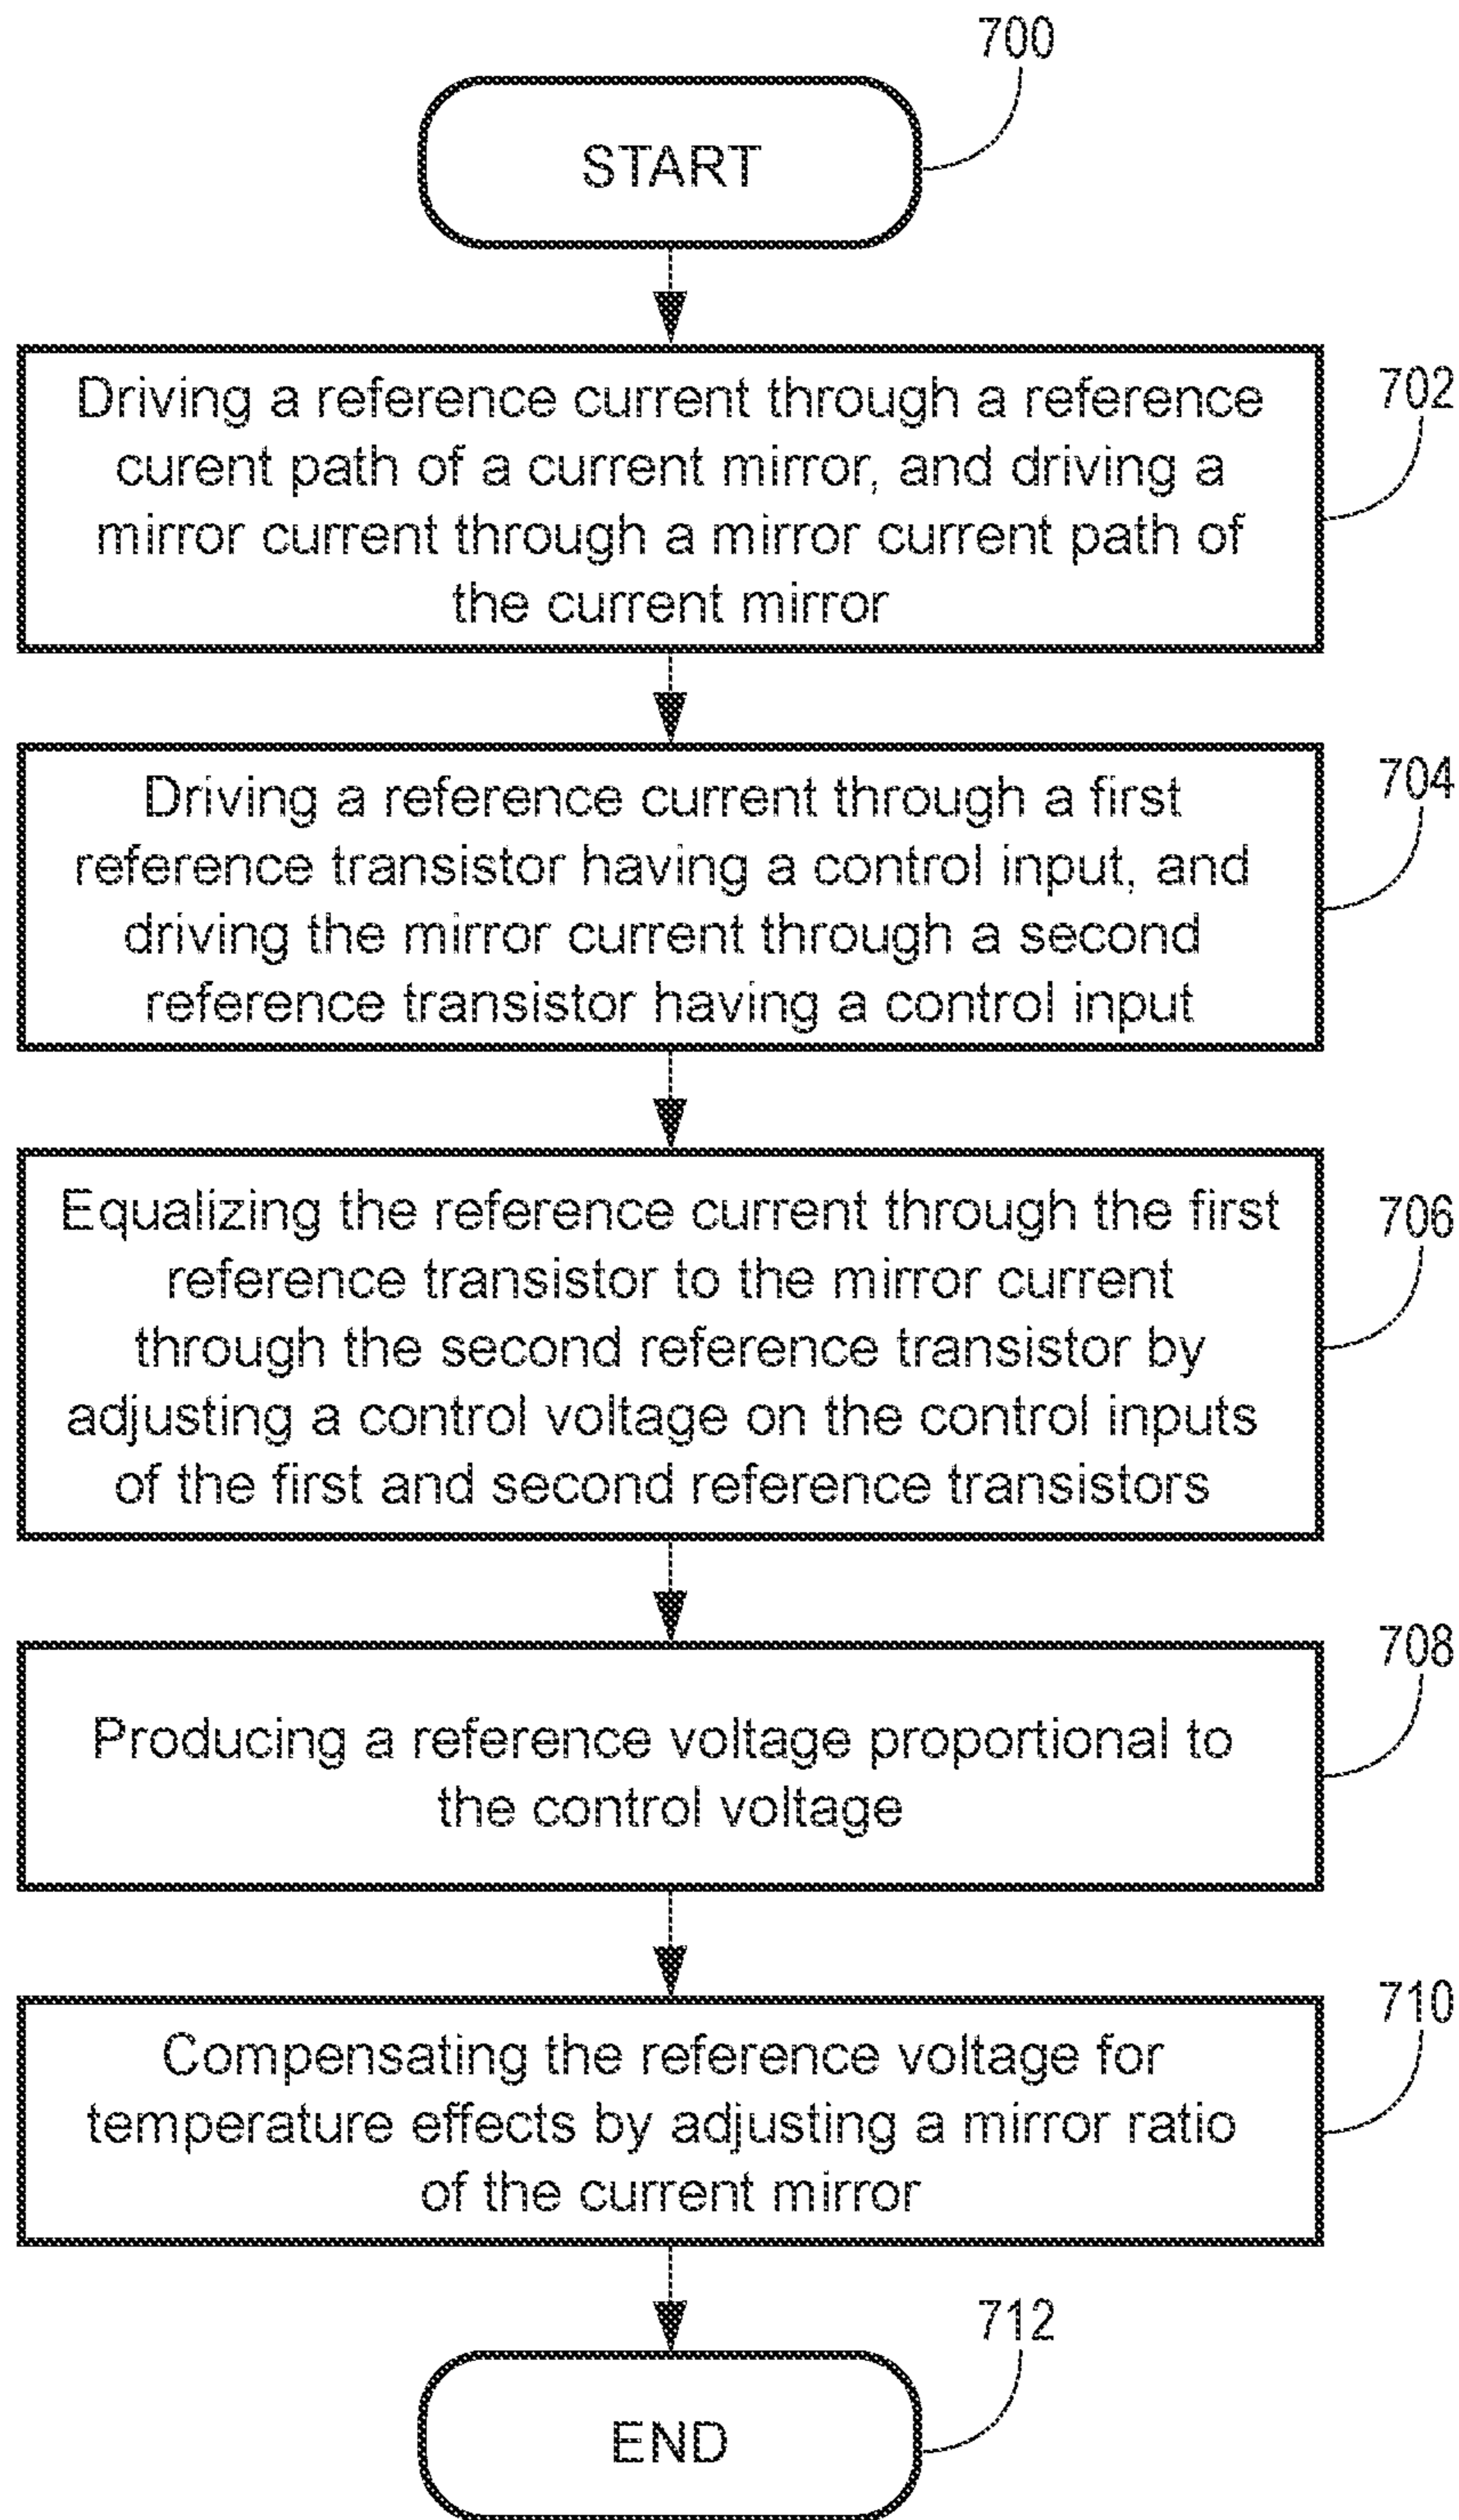 700
START
702
Driving a reference current through a reference
curent path of a current mirror, and driving a
mirror current through a mirror current path of
the current mirror
704
Driving a reference current through a first
reference transistor having a control input, and
driving the mirror current through a second
reference transistor having a control input
706
Equalizing the reference current through the first
reference transistor to the mirror current
through the second reference transistor by
adjusting a control voltage on the control inputs
of the first and second reference transistors
708
Producing a reference voltage proportional to
the control voltage
710
Compensating the reference voltage for
temperature effects by adjusting a mirror ratio
of the current mirror
712
END